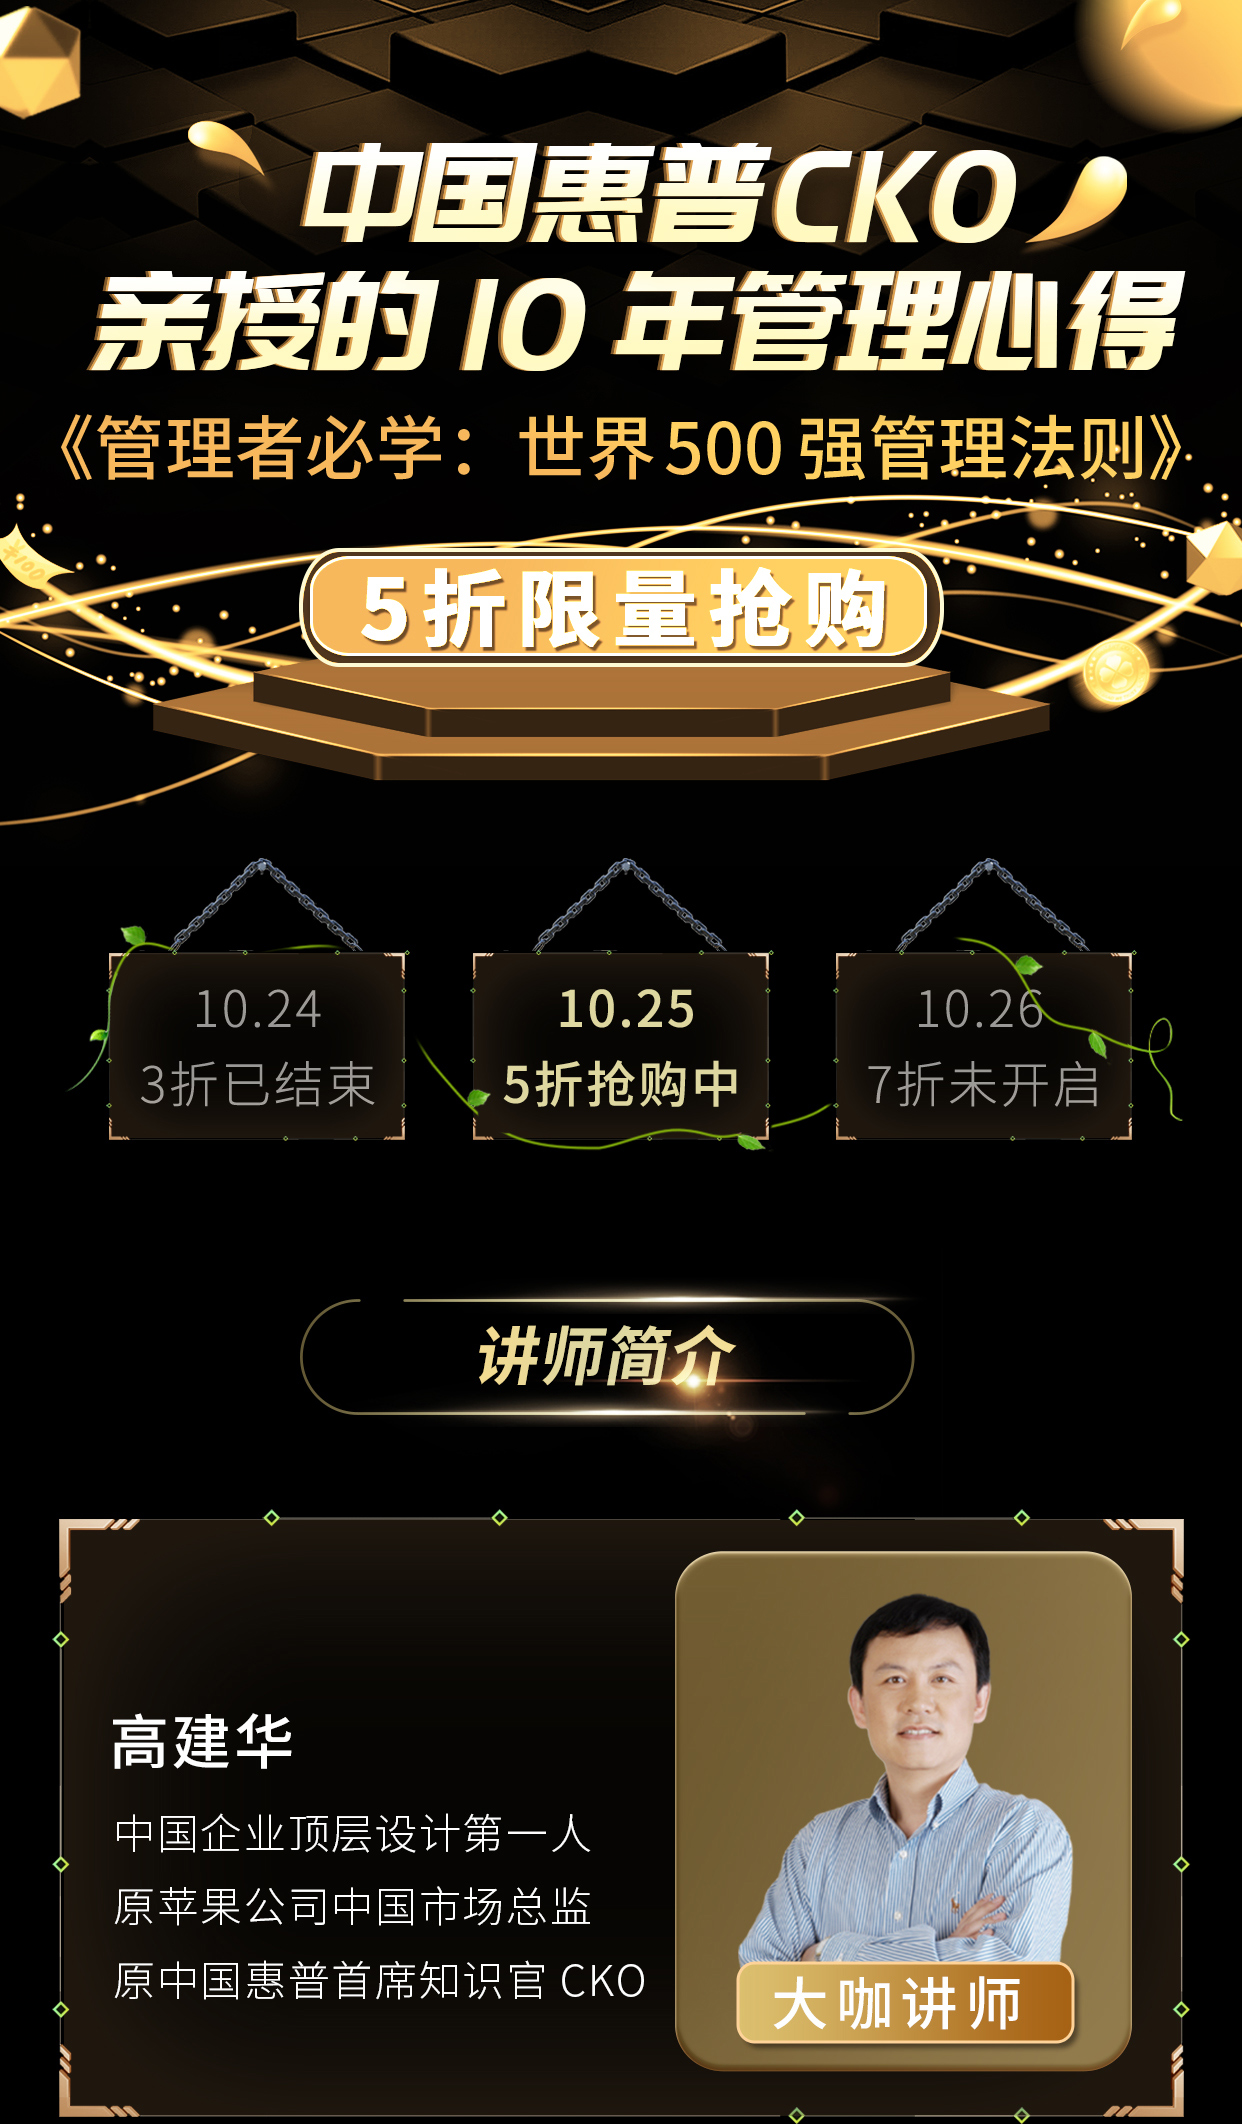 中国惠普CKO
亲授的10年管理心得
《管理者必学：世界500强管理法则》
¥100
5折限量抢购
10.24
3折已结束
10.25
5折抢购中
10.26
7折未开启
讲师简介
高建华
中国企业顶层设计第一人
原苹果公司中国市场总监
原中国惠普首席知识官 CKO
大咖讲师